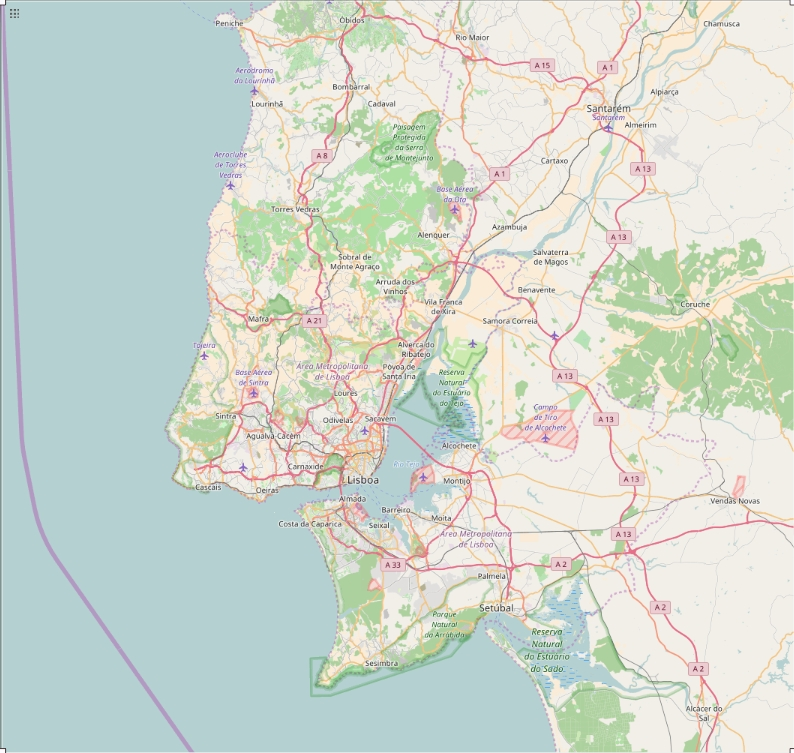 Peniche
Óbidos
Chamusca
Rio Maior
A 15
A 1
Aeródromo
da Lourinhã
Bombarral
Alpiarça
Lourinhã
Cadaval
Santarém
Santarém
Paisagem
Protegida
da Serra
de Montejunto
Almeirim
A 8
Aeroclube
de Torres
Vedras
Cartaxo
A 1
A 13
Base Aérea
da Ota
Torres Vedras
Azambuja
Alenquer
A 13
Sobral de
Monte Agraço
Salvaterra
de Magos
Arruda dos
Vinhos
Benavente
Vila Franca
de Xira
Coruche
Mafra
A 21
Samora Correia
Tojeira
Alverca do
Ribatejo
Área Metropolitana
de Lisboa
Póvoa de
Santa Iria
Base Aérea
de Sintra
Reserva
Natural
do Estuário
do Tejo
A 13
Loures
Sintra
Odivelas
Sacavém
Campo
de Tiro
de Alcochete
A 13
Agualva-Cacém
Alcochete
Carnaxide
Lisboa
Montijo
A 13
Cascais
Oeiras
Almada
Vendas Novas
Barreiro
Costa da Caparica
Seixal
Moita
Área Metropolitana
de Lisboa
A 13
A 33
A 2
Palmela
Setúbal
A 2
Parque
Natural
da Arrábida
Reserva
Natural
do Estuário
do Sado
Sesimbra
A 2
Alcácer do
Sal